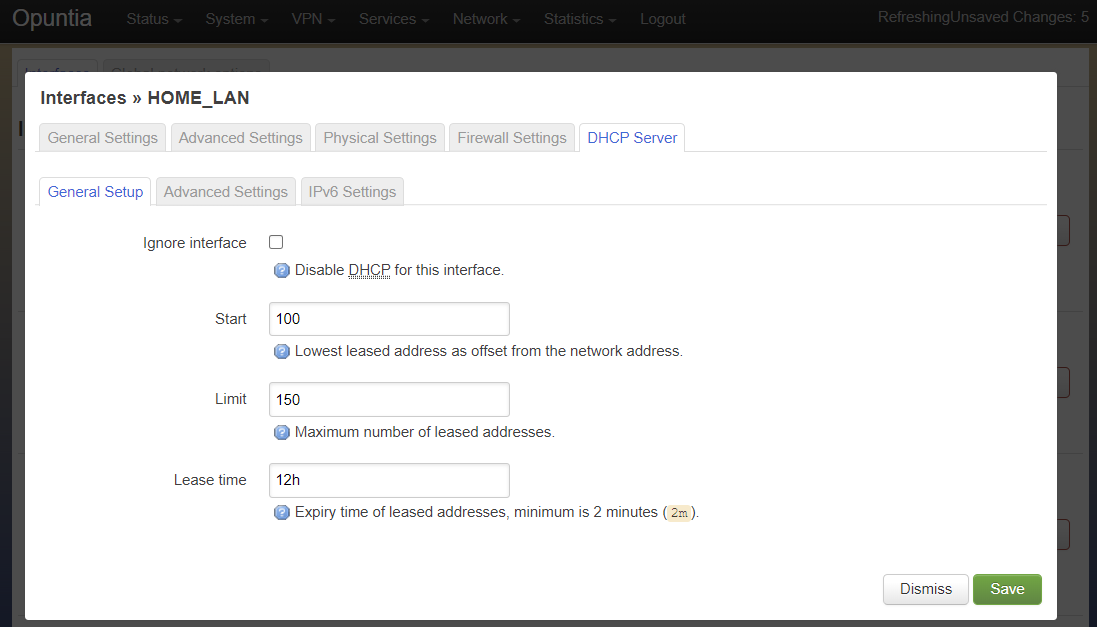 Opuntia Status System VPN Services Network Statistics Logout RefreshingUnsaved Changes: 5
Interfaces » HOME_LAN
General Settings Advanced Settings Physical Settings Firewall Settings DHCP Server
General Setup Advanced Settings IPv6 Settings
Ignore interface
Disable DHCP for this interface.
Start 100
Lowest leased address as offset from the network address.
Limit 150
Maximum number of leased addresses.
Lease time 12h
Expiry time of leased addresses, minimum is 2 minutes (2m).
Dismiss Save